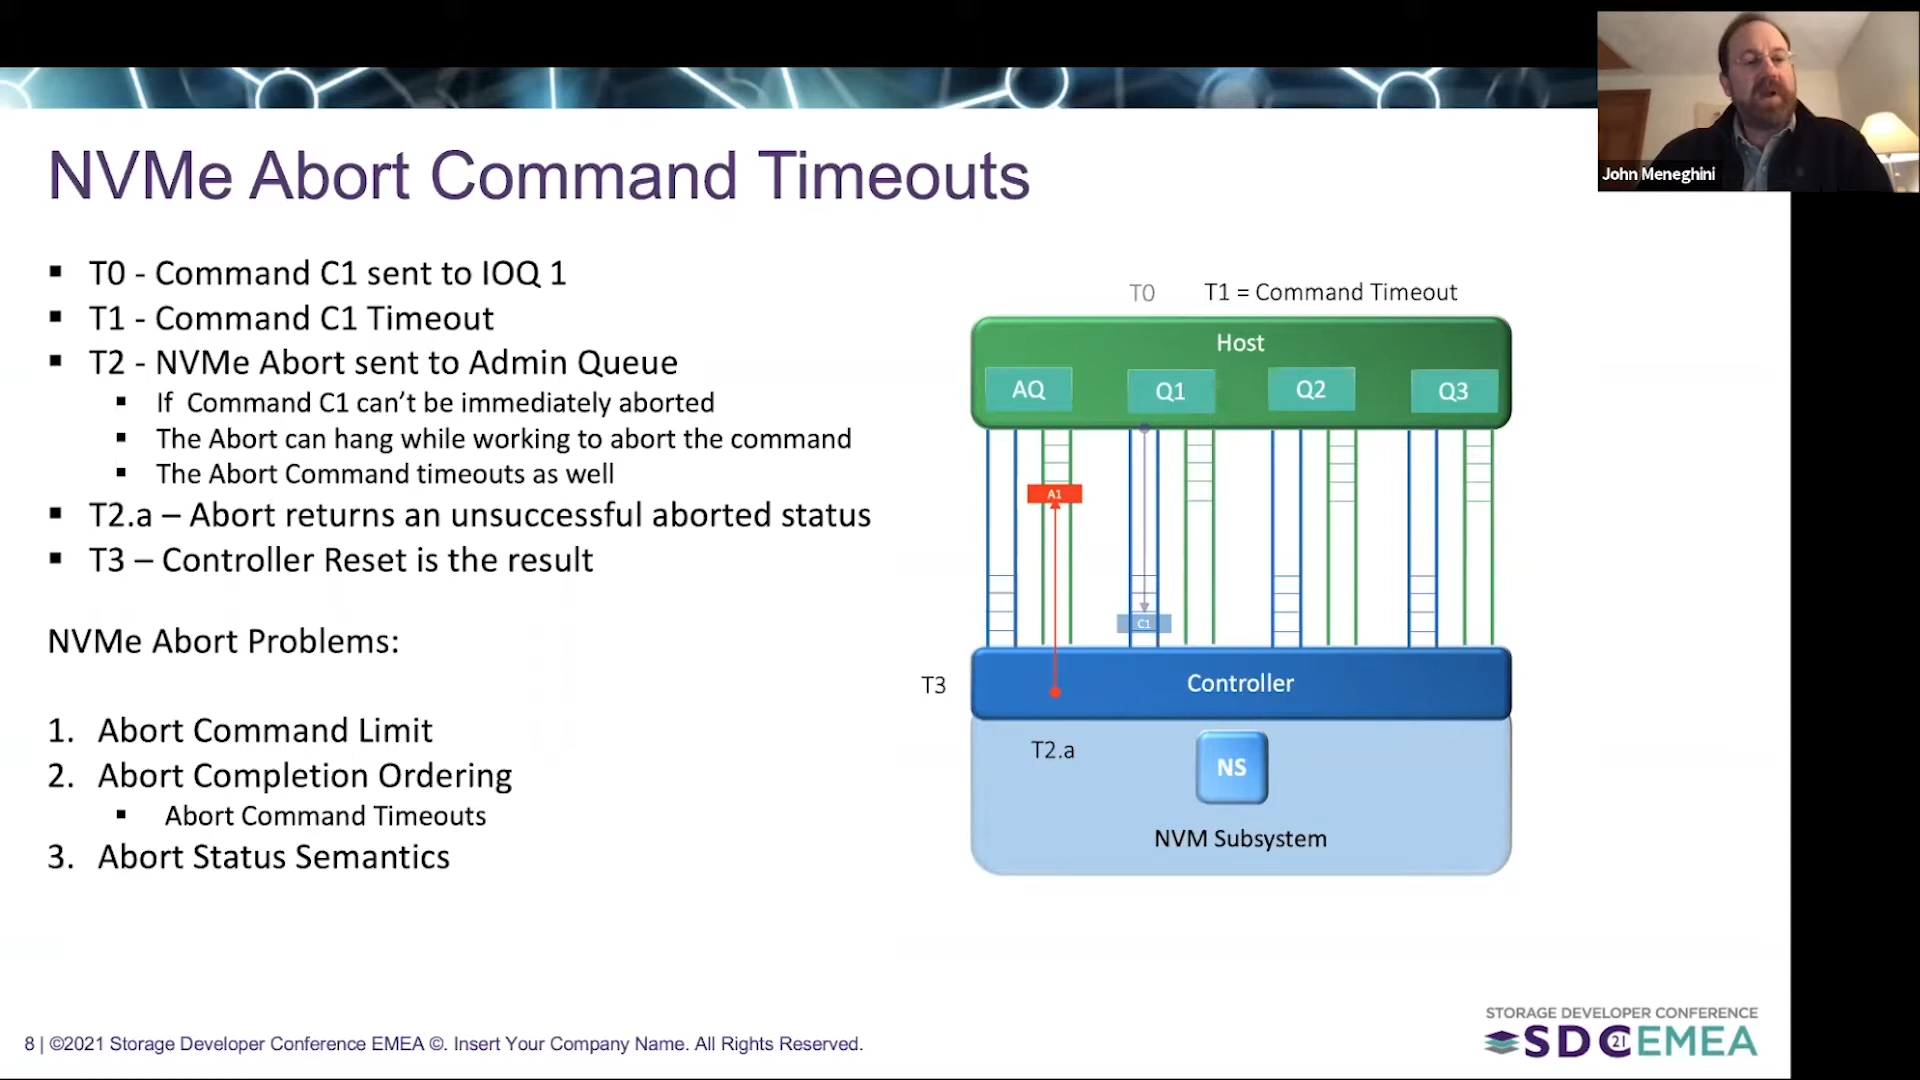 John Meneghini
NVMe Abort Command Timeouts
T0 - Command C1 sent to IOQ 1
T1 - Command C1 Timeout
T2 - NVMe Abort sent to Admin Queue
If Command C1 can't be immediately aborted
The Abort can hang while working to abort the command
The Abort Command timeouts as well
T2.a – Abort returns an unsuccessful aborted status
T3 – Controller Reset is the result
NVMe Abort Problems:
1. Abort Command Limit
2. Abort Completion Ordering
Abort Command Timeouts
3. Abort Status Semantics
T0 T1 = Command Timeout
Host
AQ Q1 Q2 Q3
A1
C1
T3 Controller
T2.a NS
NVM Subsystem
8 | ©2021 Storage Developer Conference EMEA ©. Insert Your Company Name. All Rights Reserved.
STORAGE DEVELOPER CONFERENCE
SDC 21 EMEA